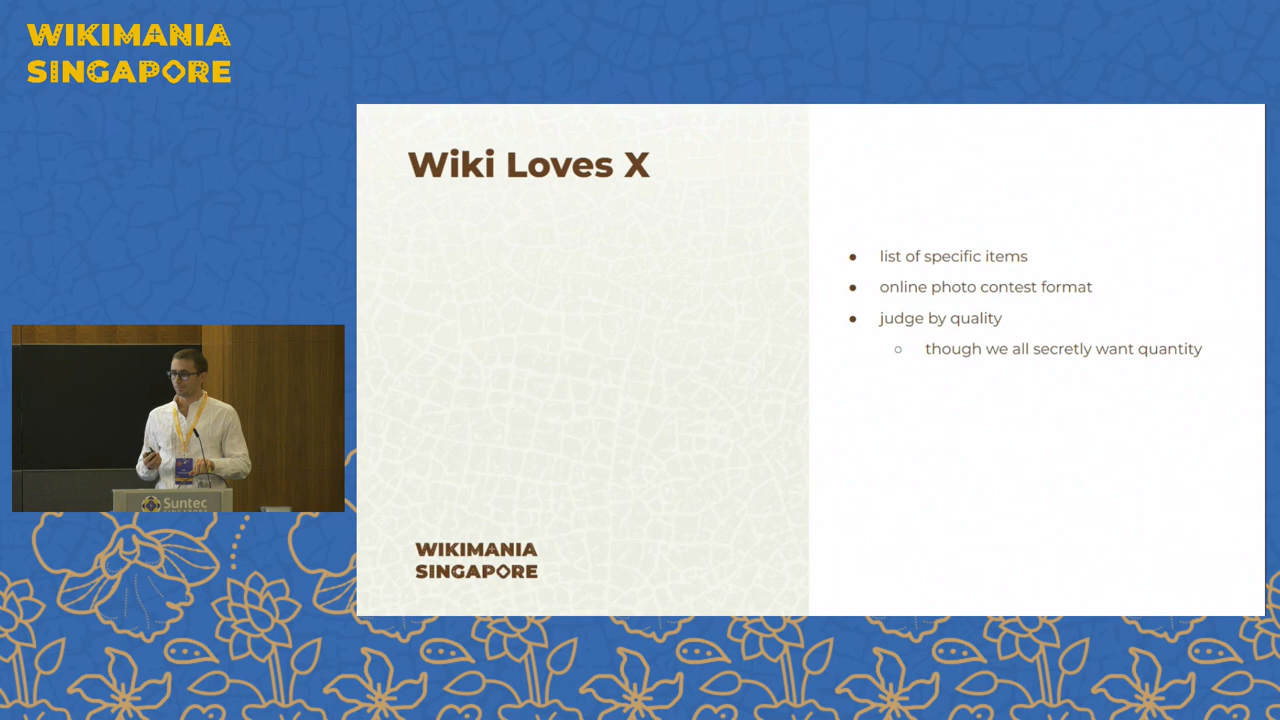 WIKIMANIA
SINGAPORE
Wiki Loves X
● list of specific items
● online photo contest format
● judge by quality
○ though we all secretly want quantity
WIKIMANIA
SINGAPORE
Suntec